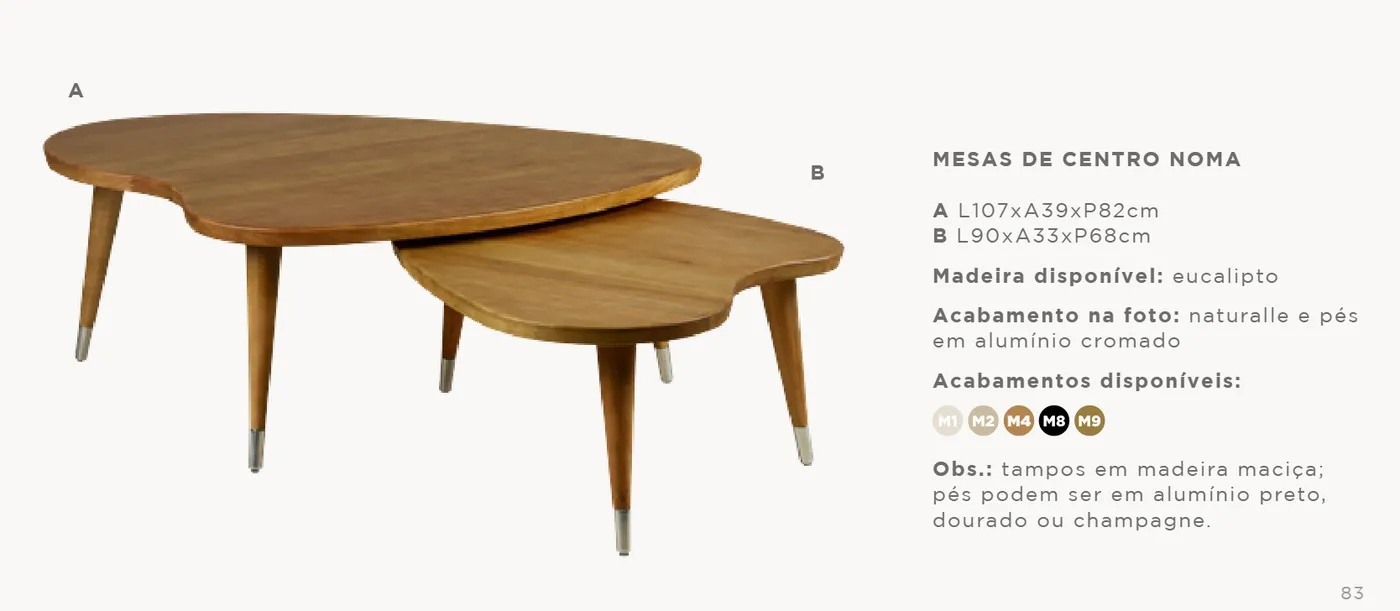 A
B
MESAS DE CENTRO NOMA
A L107xA39xP82cm
B L90xA33xP68cm
Madeira disponível: eucalipto
Acabamento na foto: naturalle e pés
em alumínio cromado
Acabamentos disponíveis:
M1 M2 M4 M8 M9
Obs.: tampos em madeira maciça;
pés podem ser em alumínio preto,
dourado ou champagne.
83